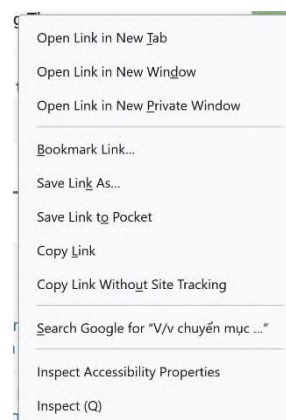 Open Link in New Tab
Open Link in New Window
Open Link in New Private Window
Bookmark Link...
Save Link As...
Save Link to Pocket
Copy Link
Copy Link Without Site Tracking
Search Google for “V/v chuyển mục ...”
Inspect Accessibility Properties
Inspect (Q)